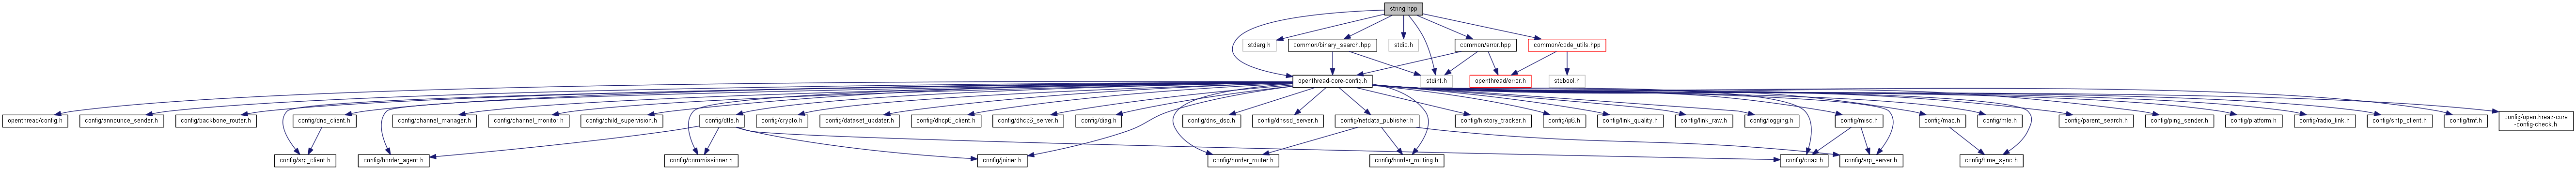 string.hpp
stdarg.h
common/binary_search.hpp
stdio.h
common/error.hpp
common/code_utils.hpp
openthread-core-config.h
stdint.h
openthread/error.h
stdbool.h
openthread/config.h
config/announce_sender.h
config/backbone_router.h
config/dns_client.h
config/channel_manager.h
config/channel_monitor.h
config/child_supervision.h
config/dtls.h
config/crypto.h
config/dataset_updater.h
config/dhcp6_client.h
config/dhcp6_server.h
config/diag.h
config/dns_dso.h
config/dnssd_server.h
config/netdata_publisher.h
config/history_tracker.h
config/ip6.h
config/link_quality.h
config/link_raw.h
config/logging.h
config/misc.h
config/mac.h
config/mle.h
config/parent_search.h
config/ping_sender.h
config/platform.h
config/radio_link.h
config/sntp_client.h
config/tmf.h
config/openthread-core
-config-check.h
config/srp_client.h
config/border_agent.h
config/commissioner.h
config/joiner.h
config/border_router.h
config/border_routing.h
config/coap.h
config/srp_server.h
config/time_sync.h